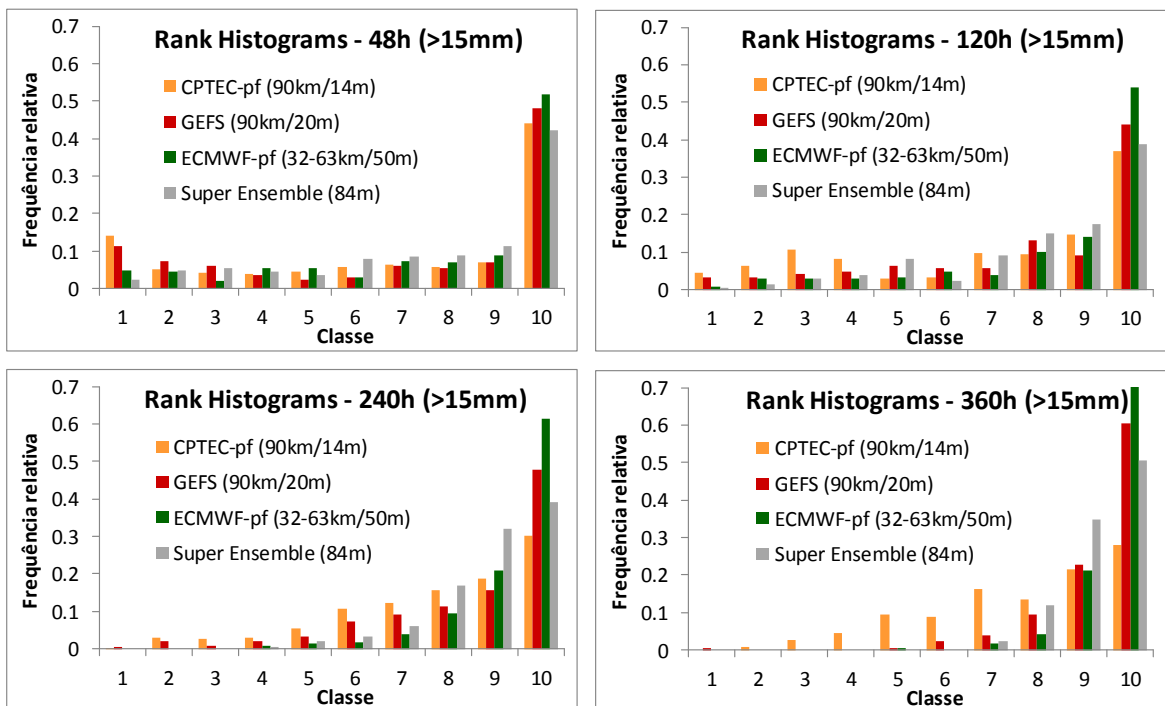 Rank Histograms - 48h (>15mm)
Frequência relativa
0.7
0.6
0.5
0.4
0.3
0.2
0.1
0
CPTEC-pf (90km/14m)
GEFS (90km/20m)
ECMWF-pf (32-63km/50m)
Super Ensemble (84m)
1 2 3 4 5 6 7 8 9 10
Classe
Rank Histograms - 120h (>15mm)
Frequência relativa
0.7
0.6
0.5
0.4
0.3
0.2
0.1
0
CPTEC-pf (90km/14m)
GEFS (90km/20m)
ECMWF-pf (32-63km/50m)
Super Ensemble (84m)
1 2 3 4 5 6 7 8 9 10
Classe
Rank Histograms - 240h (>15mm)
Frequência relativa
0.7
0.6
0.5
0.4
0.3
0.2
0.1
0
CPTEC-pf (90km/14m)
GEFS (90km/20m)
ECMWF-pf (32-63km/50m)
Super Ensemble (84m)
1 2 3 4 5 6 7 8 9 10
Classe
Rank Histograms - 360h (>15mm)
Frequência relativa
0.7
0.6
0.5
0.4
0.3
0.2
0.1
0
CPTEC-pf (90km/14m)
GEFS (90km/20m)
ECMWF-pf (32-63km/50m)
Super Ensemble (84m)
1 2 3 4 5 6 7 8 9 10
Classe